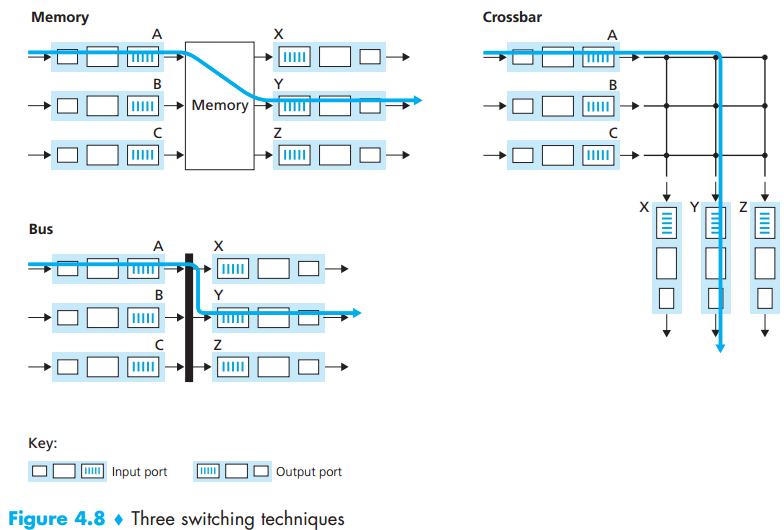 Memory
A
B
C
Memory
X
Y
Z
Crossbar
A
B
C
X
Y
Z
Bus
A
B
C
X
Y
Z
Key:
Input port
Output port
Figure 4.8 ♦ Three switching techniques